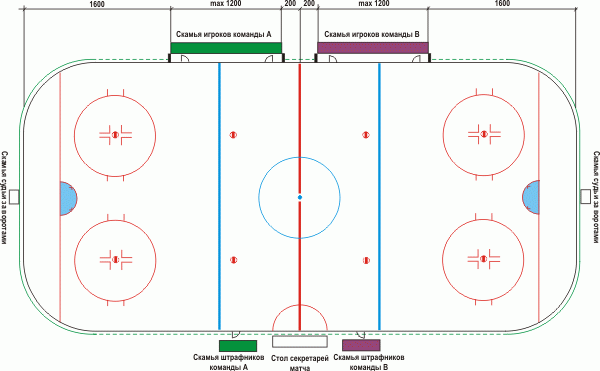 1600 max 1200 200 200 max 1200 1600
Скамья игроков команды А
Скамья игроков команды В
Скамья судьи за воротами
Скамья судьи за воротами
Скамья штрафников
команды А
Стол секретарей
матча
Скамья штрафников
команды В